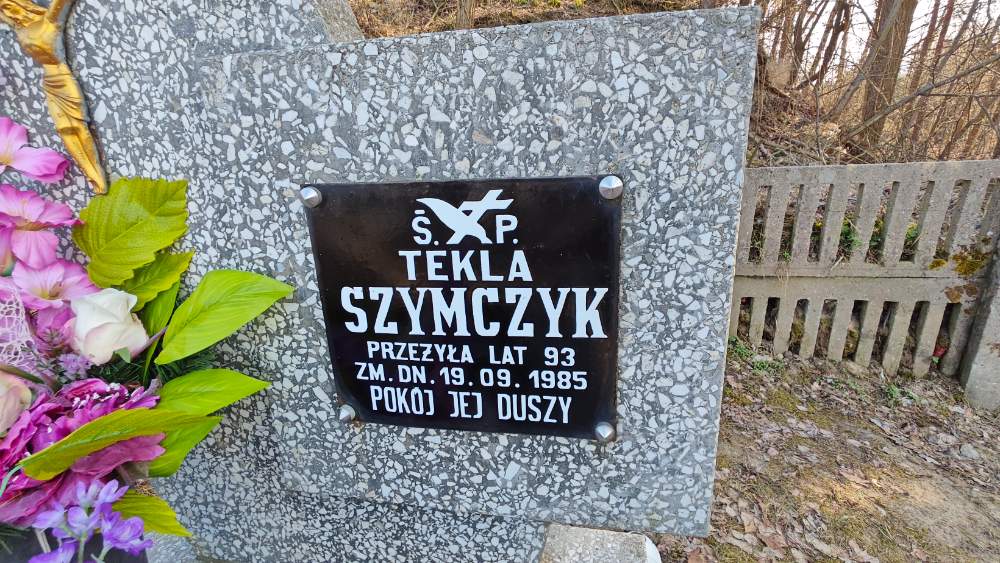 Ś. P.
TEKLA
SZYMCZYK
PRZEŻYŁA LAT 93
ZM. DN. 19. 09. 1985
POKÓJ JEJ DUSZY